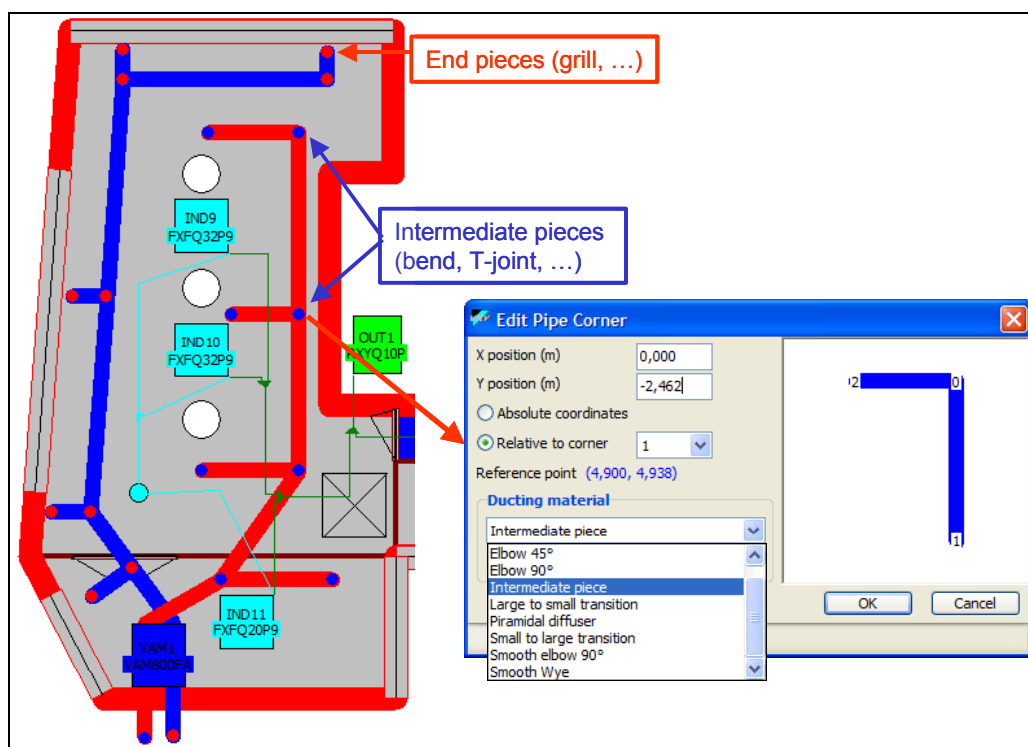 End pieces (grill, …)
IND9
FXFQ32P9
Intermediate pieces
(bend, T-joint, …)
IND10
FXFQ32P9
OUT1
RXYQ10P
IND11
FXFQ20P9
VAM1
VAM800FA
Edit Pipe Corner
X position (m) 0,000
Y position (m) -2,462
Absolute coordinates
Relative to corner 1
Reference point (4,900, 4,938)
Ducting material
Intermediate piece
Elbow 45°
Elbow 90°
Intermediate piece
Large to small transition
Piramidal diffuser
Small to large transition
Smooth elbow 90°
Smooth Wye
2 0
1
OK Cancel